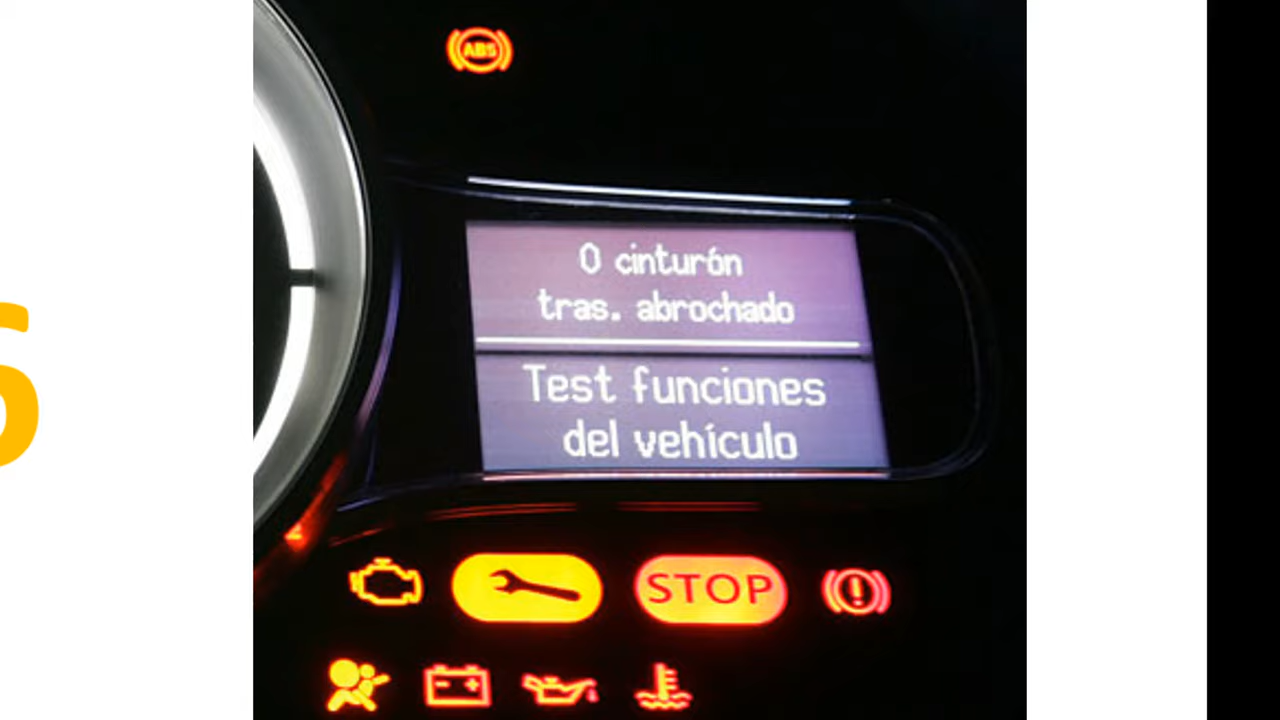 ABS
0 cinturón
tras. abrochado
Test funciones
del vehículo
STOP